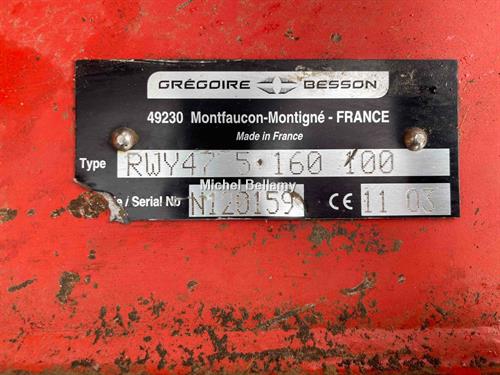 GRÉGOIRE BESSON
49230 Montfaucon-Montigné - FRANCE
Made in France
Type RWY47 5·160 100
Michel Bellamy
/ Serial Nb N120159 CE 11 03